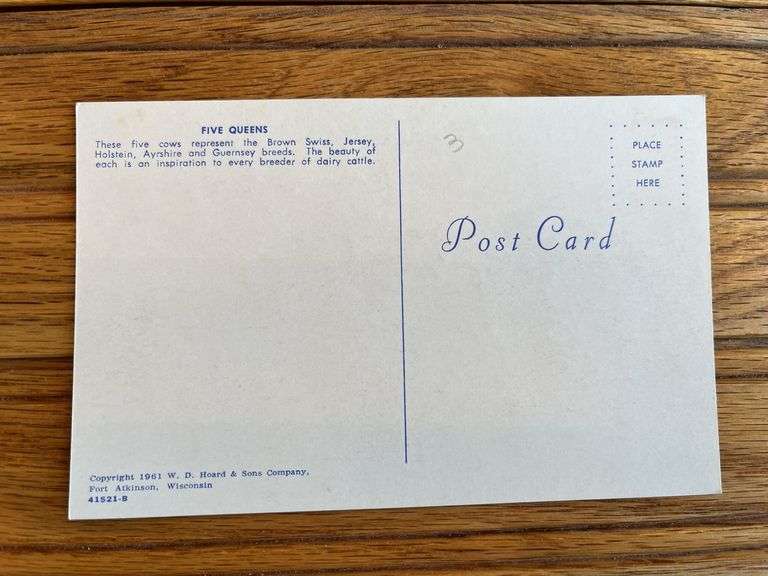 FIVE QUEENS
These five cows represent the Brown Swiss, Jersey,
Holstein, Ayrshire and Guernsey breeds. The beauty of
each is an inspiration to every breeder of dairy cattle.
3
PLACE
STAMP
HERE
Post Card
Copyright 1961 W. D. Hoard & Sons Company,
Fort Atkinson, Wisconsin
41521-B